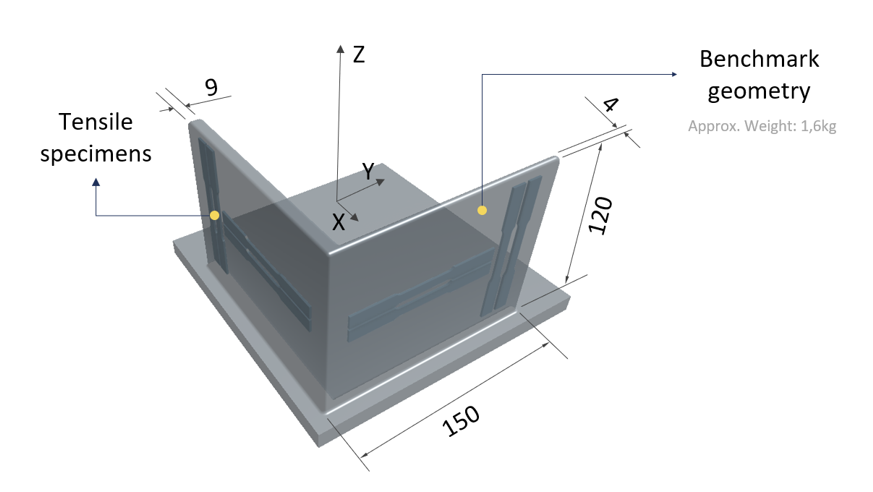 Z
Benchmark
geometry
Approx. Weight: 1,6kg
9
4
Tensile
specimens
Y
X
120
150